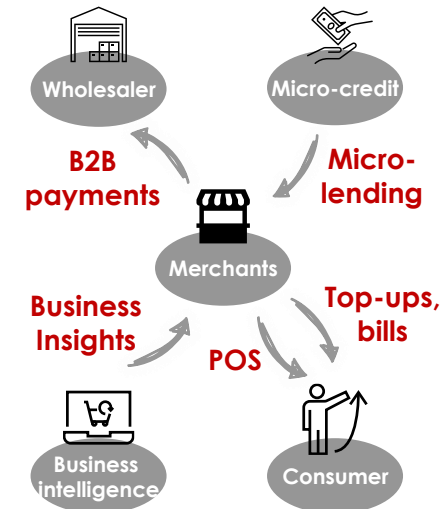 Wholesaler
Micro-credit
B2B
payments
Micro-
lending
Merchants
Business
Insights
Top-ups,
bills
POS
Business
intelligence
Consumer